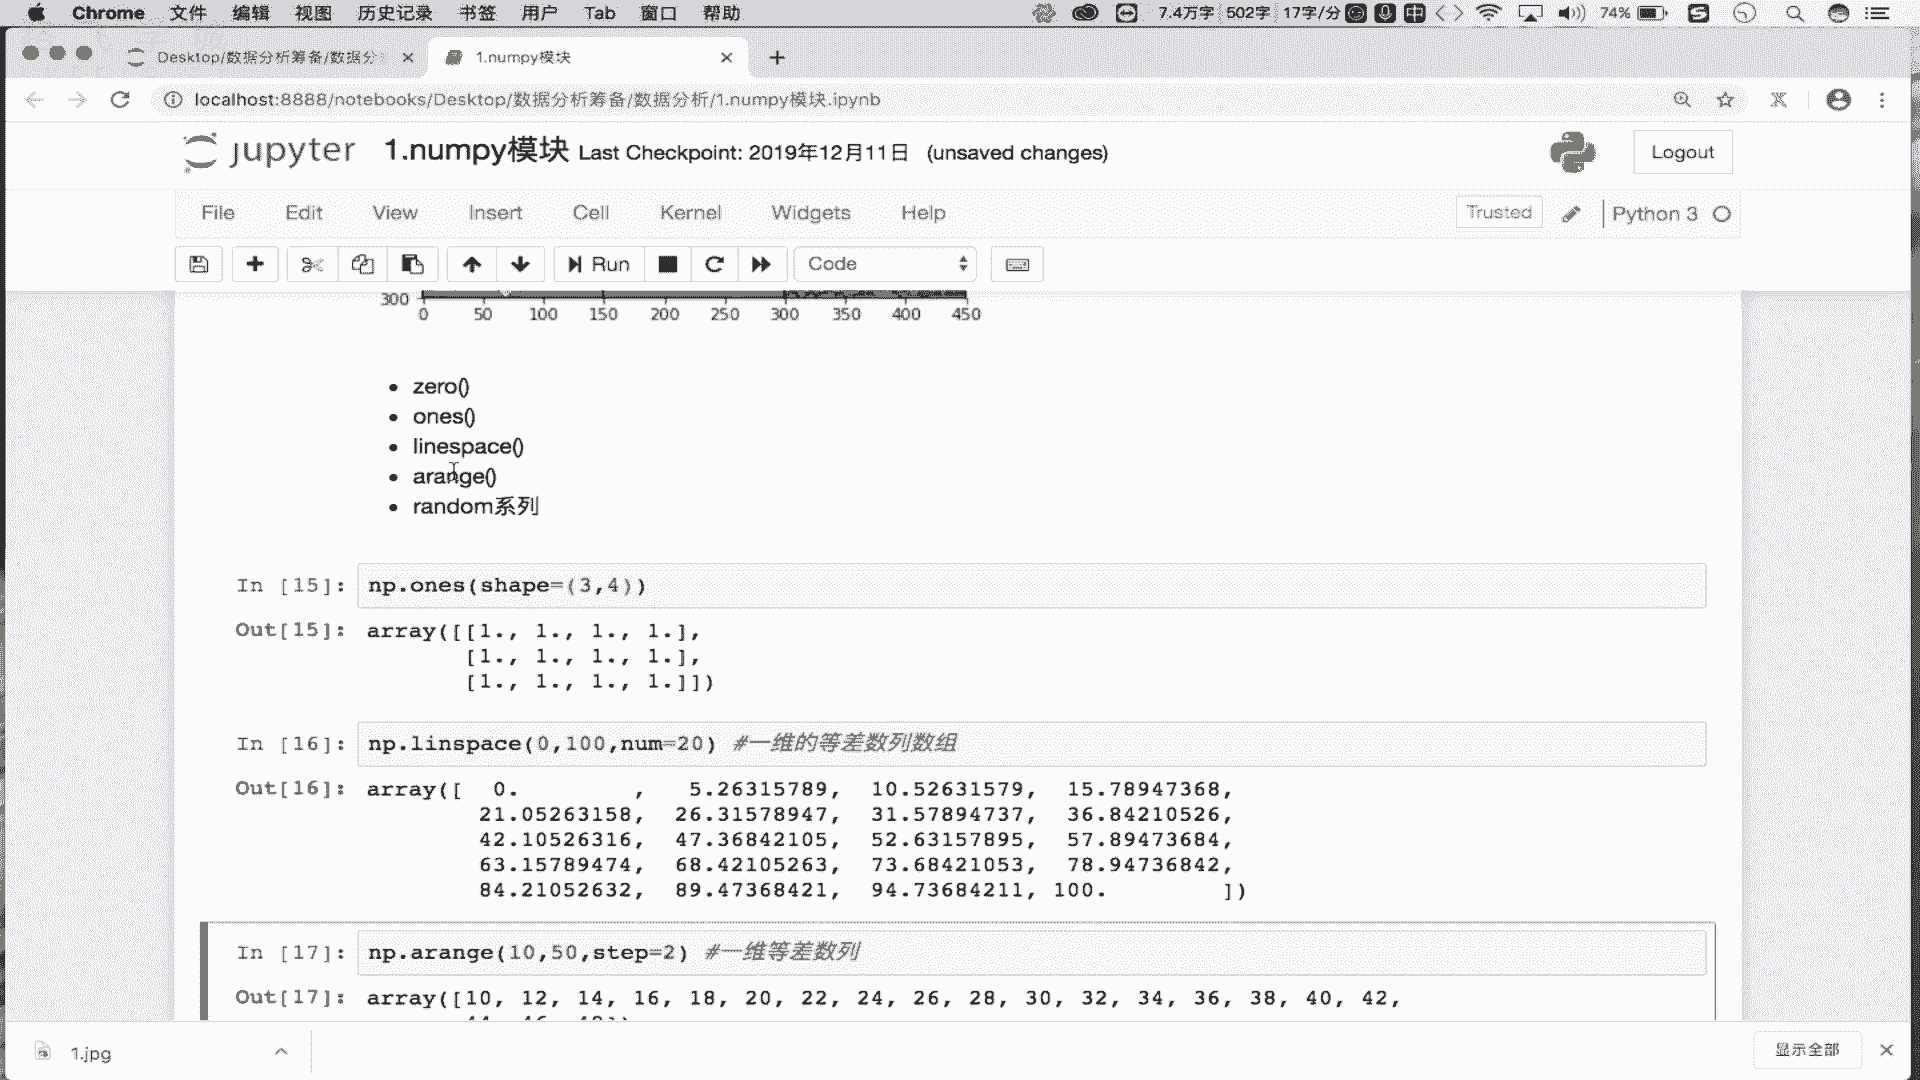 Chrome 文件 编辑 视图 历史记录 书签 用户 Tab 窗口 帮助 7.4万字 502字 17字/分 中 74%
Desktop/数据分析筹备/数据分 1.numpy模块
localhost:8888/notebooks/Desktop/数据分析筹备/数据分析/1.numpy模块.ipynb
jupyter 1.numpy模块 Last Checkpoint: 2019年12月11日 (unsaved changes) Logout
File Edit View Insert Cell Kernel Widgets Help Trusted Python 3
Run Code
300
0 50 100 150 200 250 300 350 400 450
• zero()
• ones()
• linespace()
• arange()
• random系列
In [15]: np.ones(shape=(3,4))
Out[15]: array([[1., 1., 1., 1.],
[1., 1., 1., 1.],
[1., 1., 1., 1.]])
In [16]: np.linspace(0,100,num=20) #一维的等差数列数组
Out[16]: array([ 0. , 5.26315789, 10.52631579, 15.78947368,
21.05263158, 26.31578947, 31.57894737, 36.84210526,
42.10526316, 47.36842105, 52.63157895, 57.89473684,
63.15789474, 68.42105263, 73.68421053, 78.94736842,
84.21052632, 89.47368421, 94.73684211, 100. ])
In [17]: np.arange(10,50,step=2) #一维等差数列
Out[17]: array([10, 12, 14, 16, 18, 20, 22, 24, 26, 28, 30, 32, 34, 36, 38, 40, 42,
1.jpg 显示全部